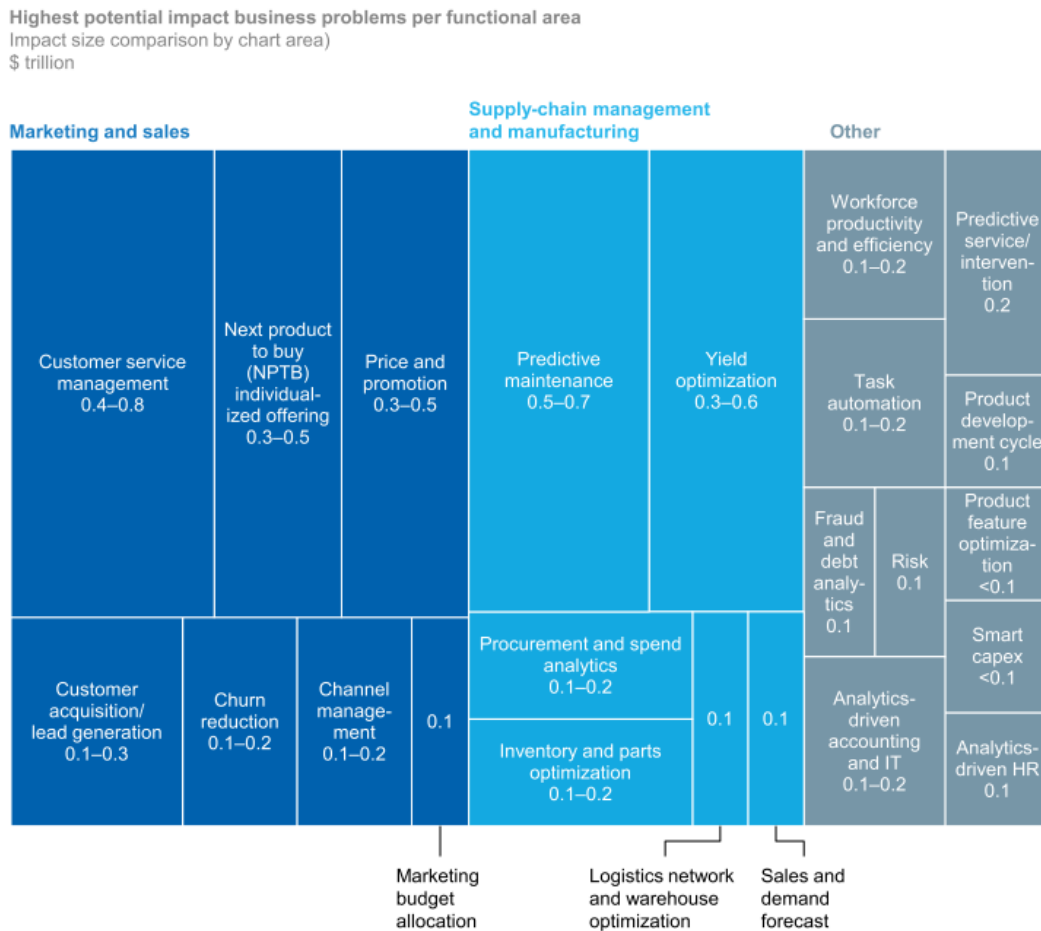 Highest potential impact business problems per functional area
Impact size comparison by chart area)
$ trillion
Marketing and sales
Supply-chain management
and manufacturing
Other
Customer service
management
0.4–0.8
Next product
to buy
(NPTB)
individual-
ized offering
0.3–0.5
Price and
promotion
0.3–0.5
Customer
acquisition/
lead generation
0.1–0.3
Churn
reduction
0.1–0.2
Channel
manage-
ment
0.1–0.2
0.1
Marketing
budget
allocation
Predictive
maintenance
0.5–0.7
Yield
optimization
0.3–0.6
Procurement and spend
analytics
0.1–0.2
Inventory and parts
optimization
0.1–0.2
0.1
Logistics network
and warehouse
optimization
0.1
Sales and
demand
forecast
Workforce
productivity
and efficiency
0.1–0.2
Predictive
service/
interven-
tion
0.2
Task
automation
0.1–0.2
Product
develop-
ment cycle
0.1
Fraud
and
debt
analy-
tics
0.1
Risk
0.1
Product
feature
optimiza-
tion
<0.1
Smart
capex
<0.1
Analytics-
driven
accounting
and IT
0.1–0.2
Analytics-
driven HR
0.1